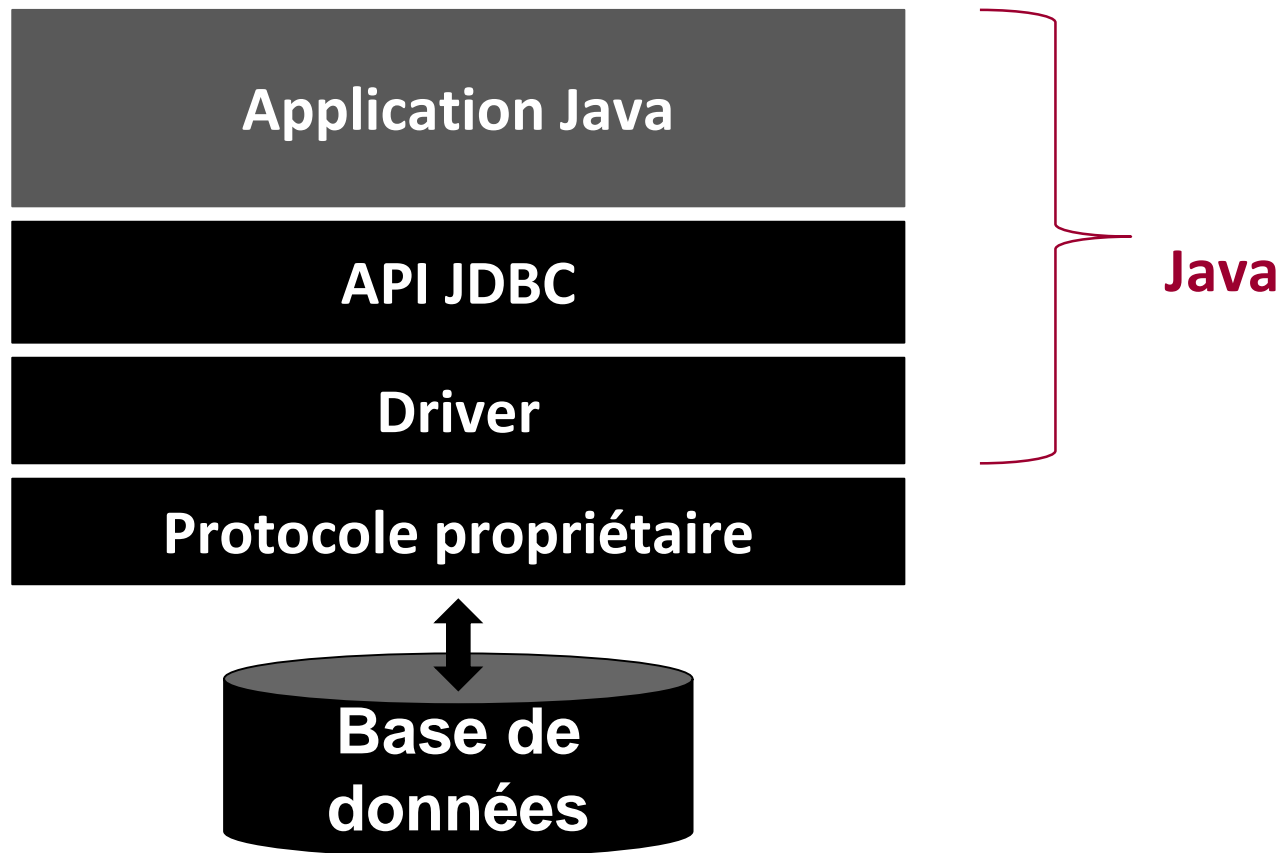 Application Java
API JDBC
Java
Driver
Protocole propriétaire
Base de
données